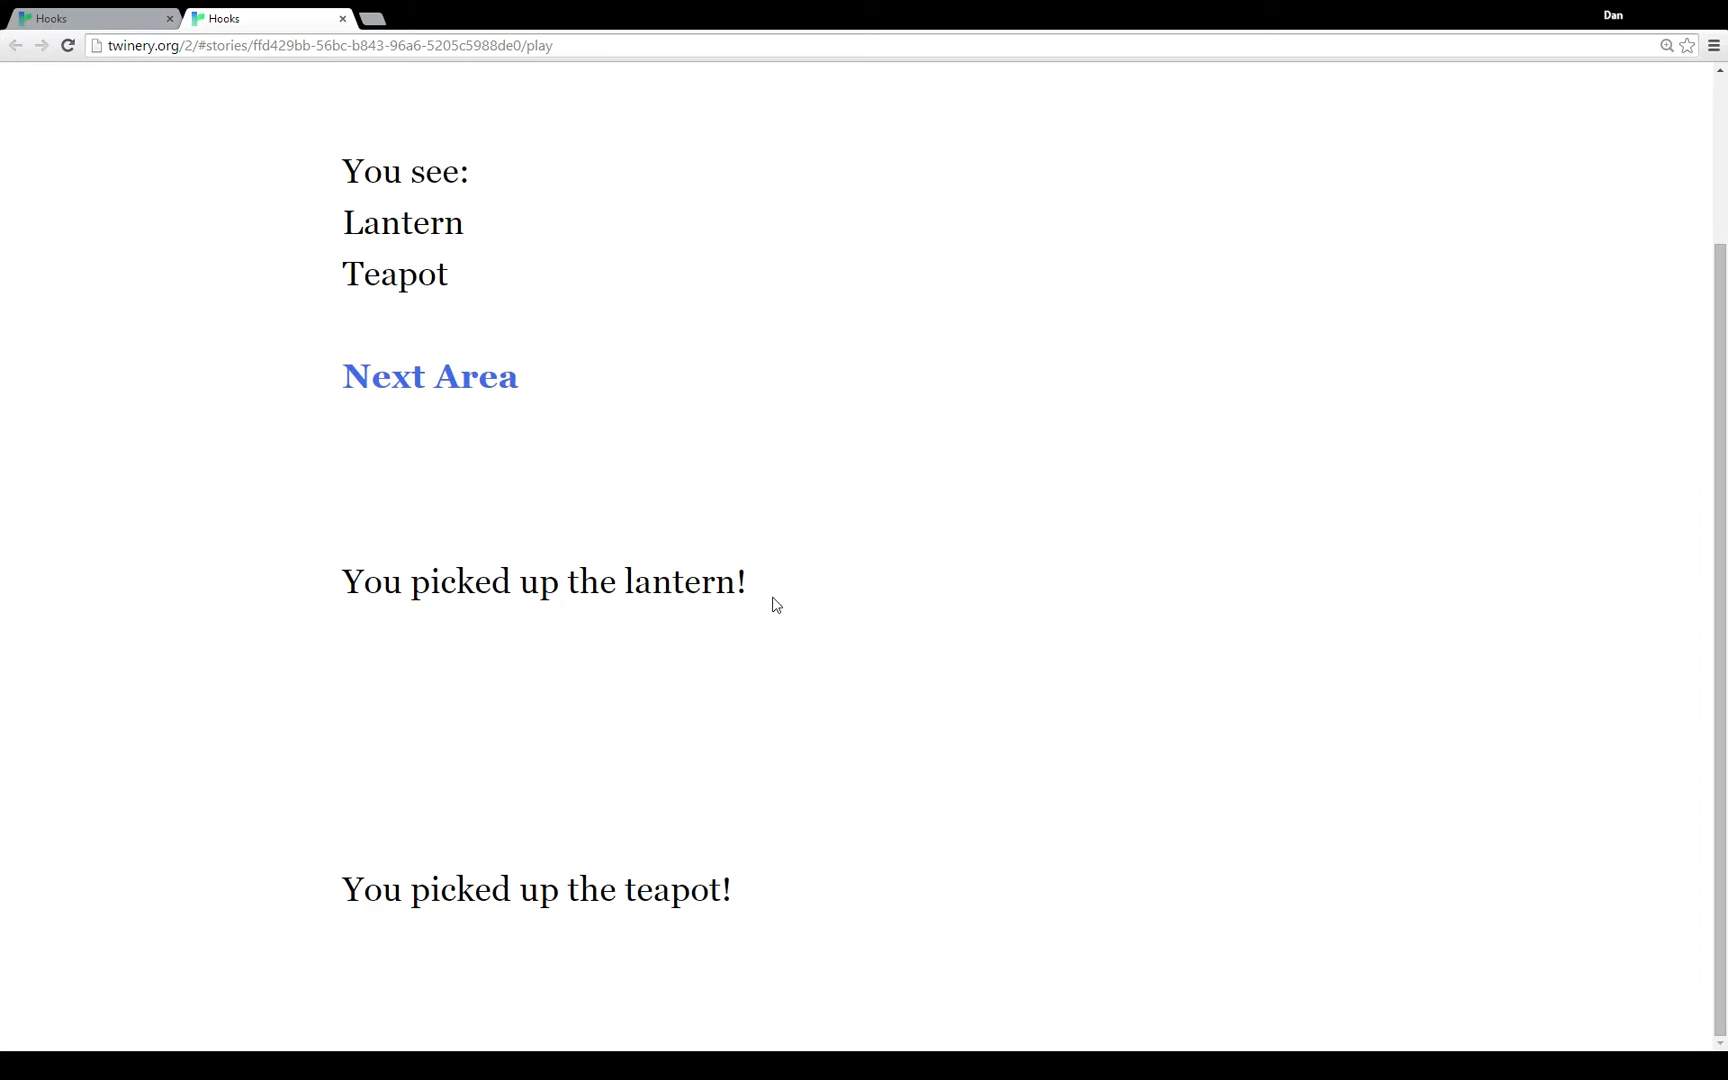 Hooks
Hooks
Dan
twinery.org/2/#stories/ffd429bb-56bc-b843-96a6-5205c5988de0/play
You see:
Lantern
Teapot
Next Area
You picked up the lantern!
You picked up the teapot!